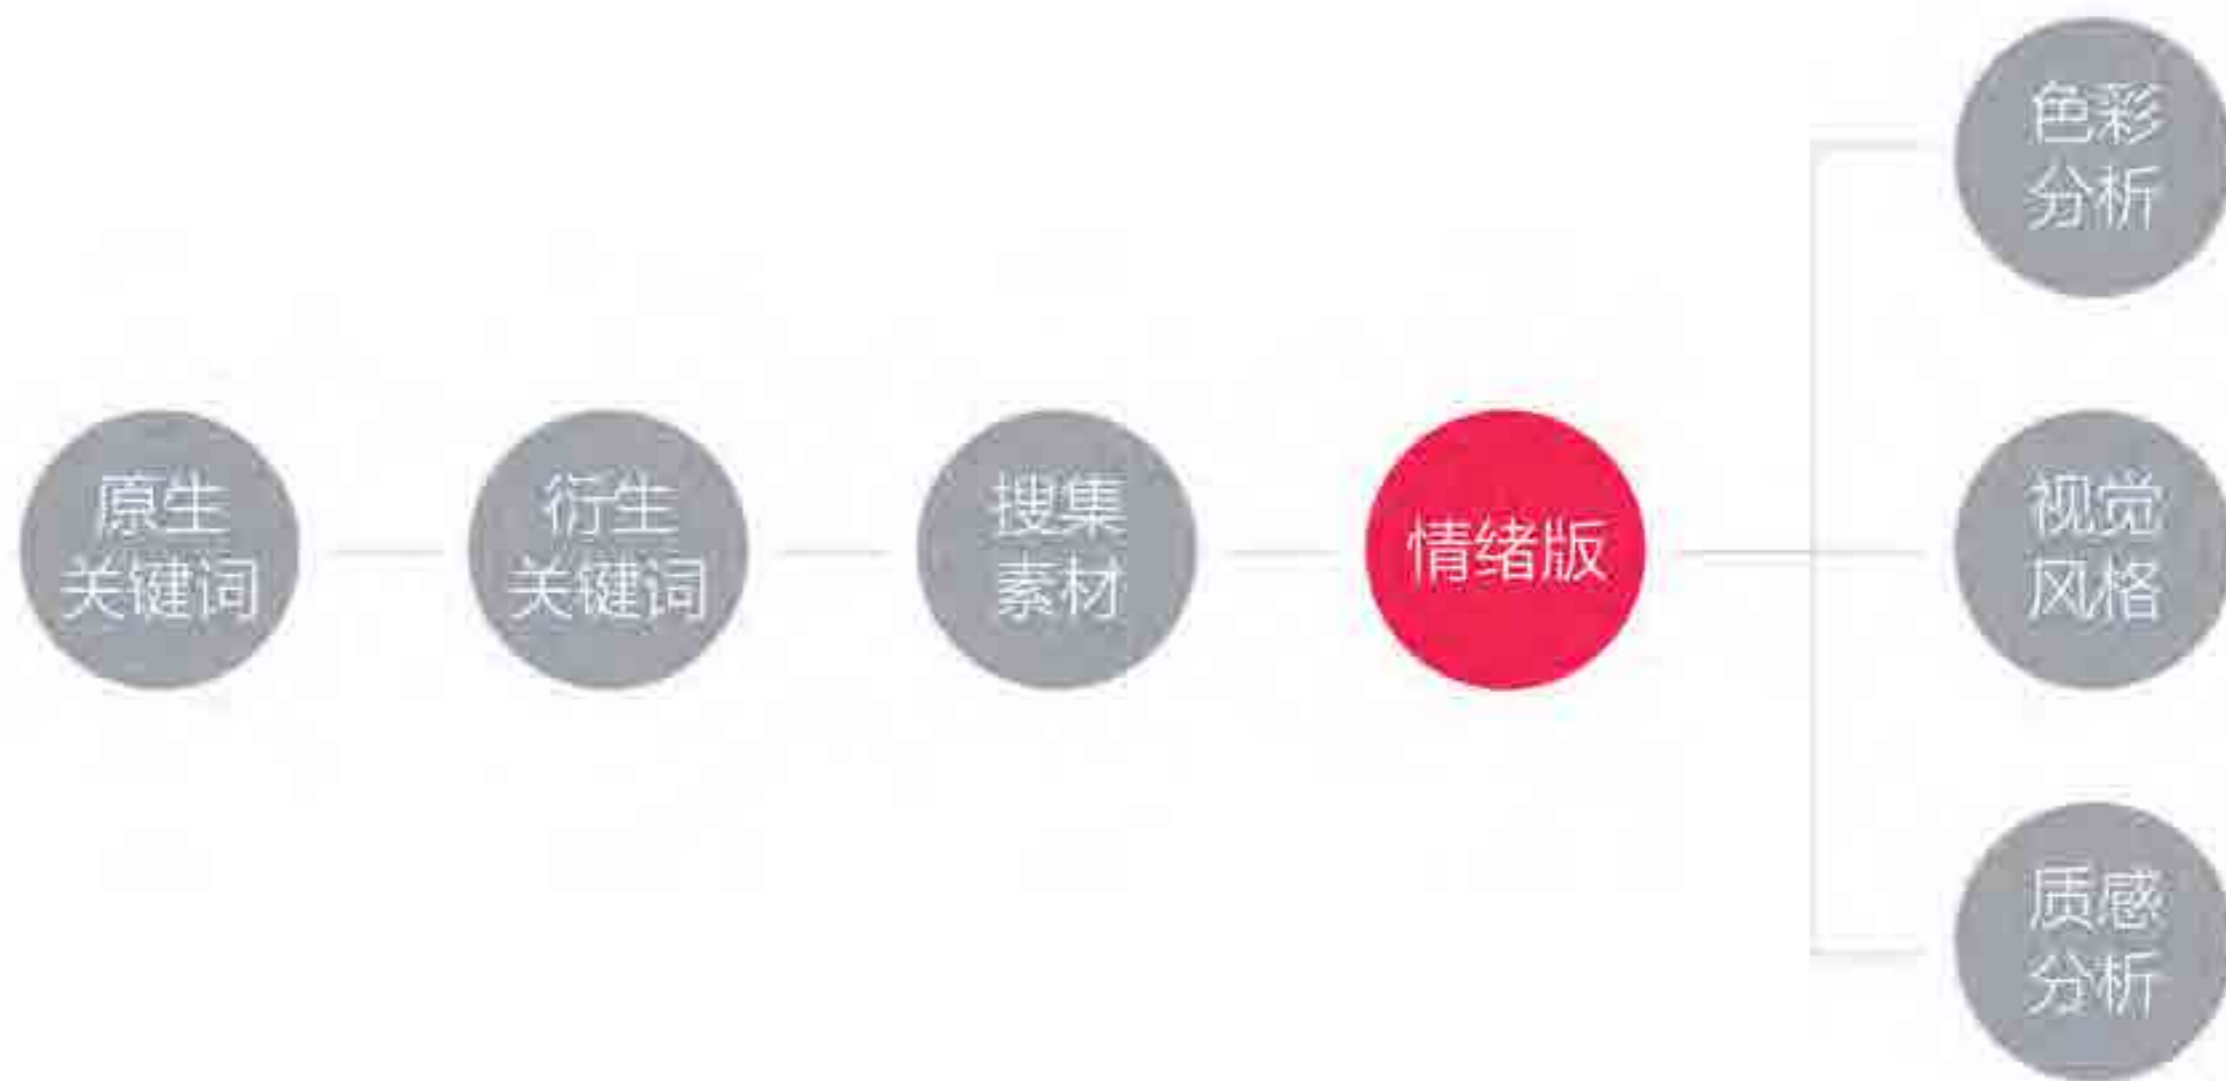 原生
关键词
衍生
关键词
搜集
素材
情绪版
色彩
分析
视觉
风格
质感
分析